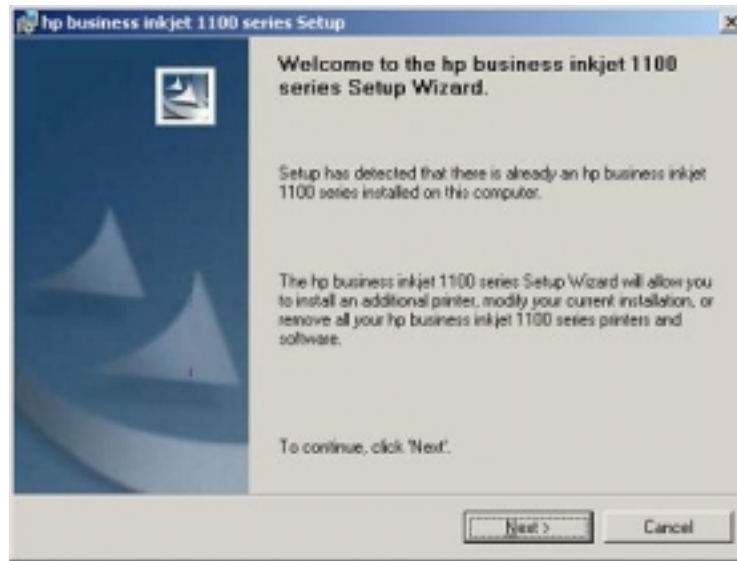 hp business inkjet 1100 series Setup
Welcome to the hp business inkjet 1100
series Setup Wizard.
Setup has detected that there is already an hp business inkjet
1100 series installed on this computer.
The hp business inkjet 1100 series Setup Wizard will allow you
to install an additional printer, modify your current installation, or
remove all your hp business inkjet 1100 series printers and
software.
To continue, click 'Next'.
Next >
Cancel